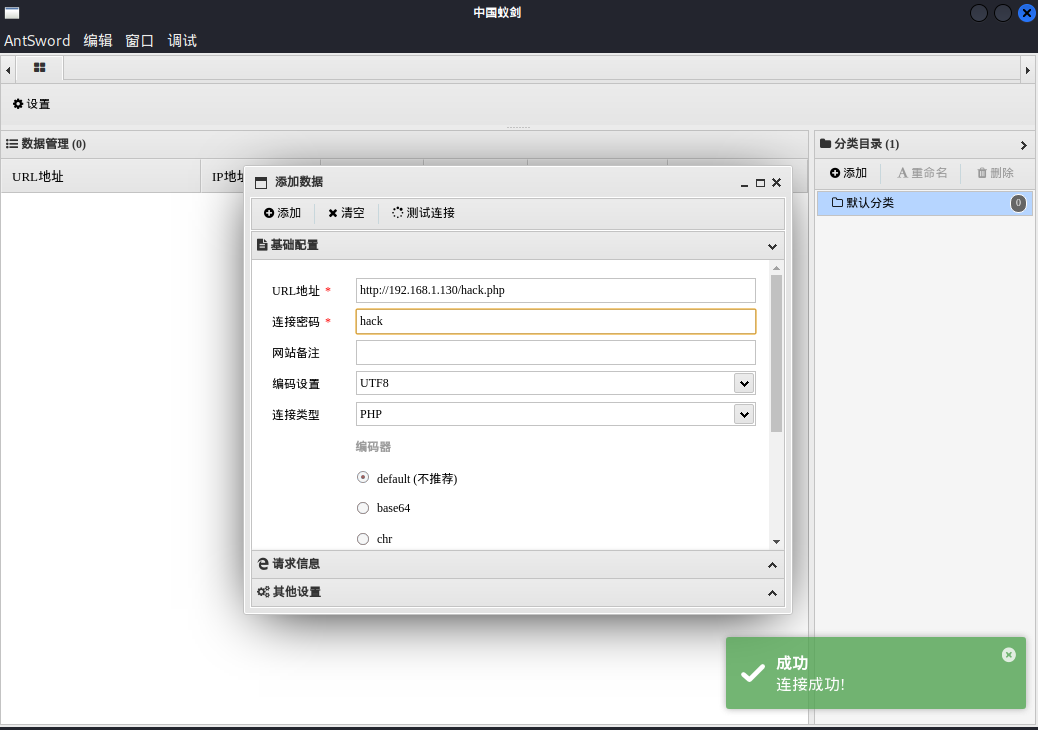 中国蚁剑
AntSword 编辑 窗口 调试
设置
数据管理 (0)
分类目录 (1)
URL地址
IP地
添加
重命名
删除
默认分类
0
添加数据
添加
清空
测试连接
基础配置
URL地址 *
http://192.168.1.130/hack.php
连接密码 *
hack
网站备注
编码设置
UTF8
连接类型
PHP
编码器
default (不推荐)
base64
chr
请求信息
其他设置
成功
连接成功!